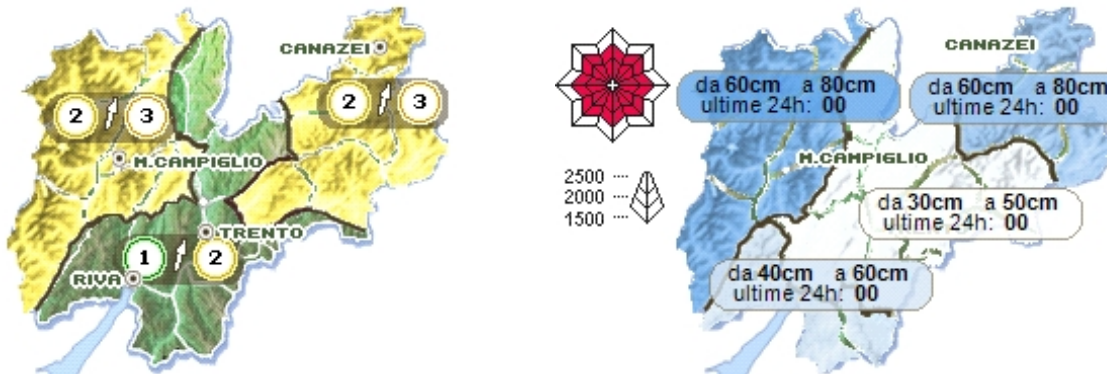 CANAZEI
2 3
2 3
M.CAMPIGLIO
TRENTO
1 2
RIVA
CANAZEI
da 60cm a 80cm
ultime 24h: 00
da 60cm a 80cm
ultime 24h: 00
M.CAMPIGLIO
2500
2000
1500
da 30cm a 50cm
ultime 24h: 00
da 40cm a 60cm
ultime 24h: 00